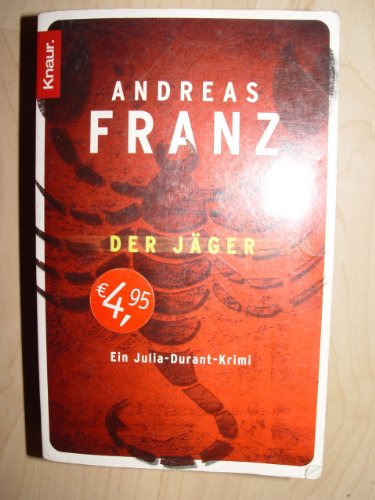 Knaur.
ANDREAS
FRANZ
DER JÄGER
€4,95
Ein Julia-Durant-Krimi